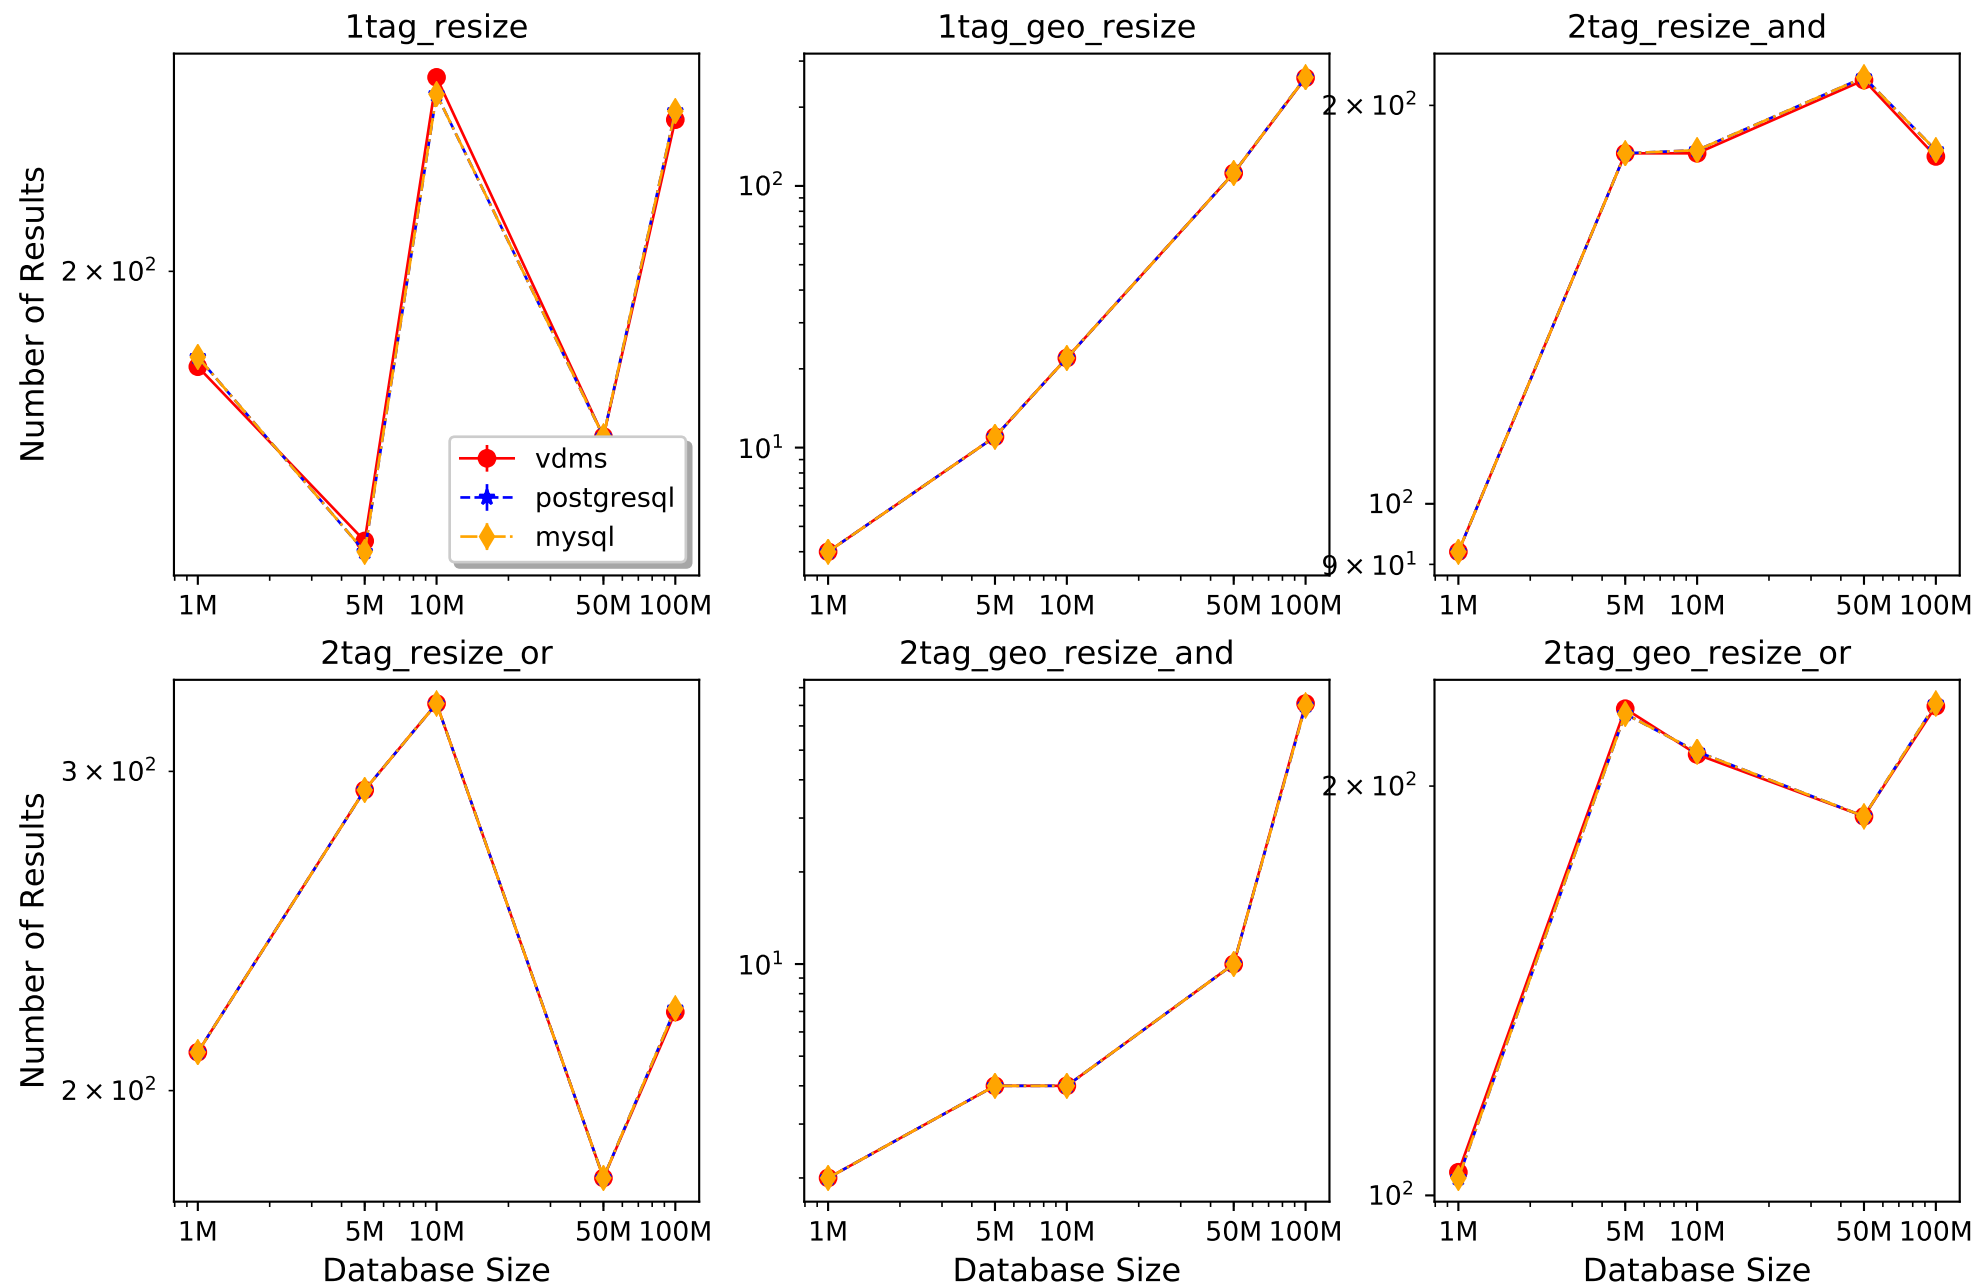 1tag_resize
1tag_geo_resize
2tag_resize_and
Number of Results
2 × 10²
10²
10¹
2 × 10²
10²
9 × 10¹
vdms
postgresql
mysql
1M 5M 10M 50M 100M
1M 5M 10M 50M 100M
1M 5M 10M 50M 100M
2tag_resize_or
2tag_geo_resize_and
2tag_geo_resize_or
Number of Results
3 × 10²
2 × 10²
10¹
2 × 10²
10²
1M 5M 10M 50M 100M
1M 5M 10M 50M 100M
1M 5M 10M 50M 100M
Database Size
Database Size
Database Size